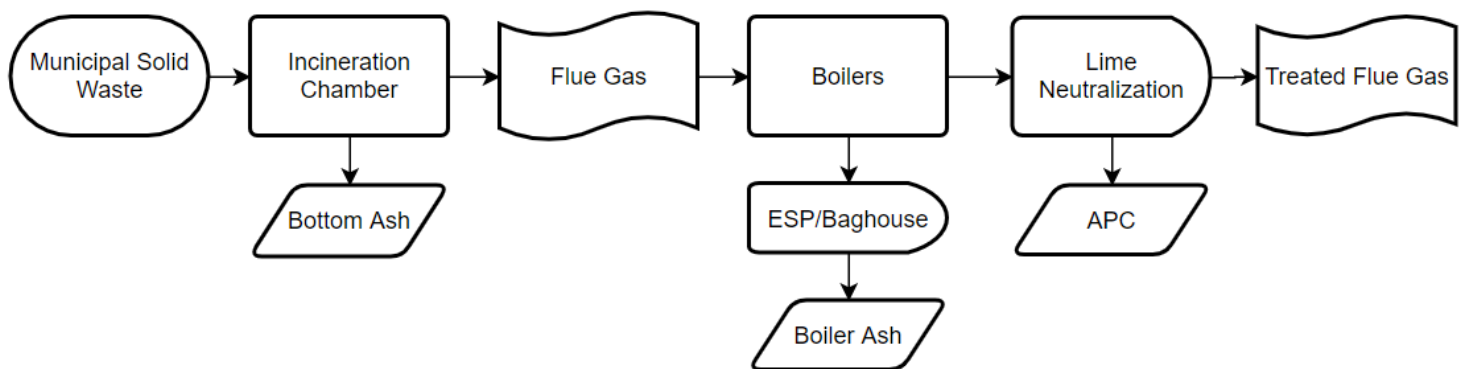 Municipal Solid
Waste
Incineration
Chamber
Flue Gas
Boilers
Lime
Neutralization
Treated Flue Gas
Bottom Ash
ESP/Baghouse
APC
Boiler Ash